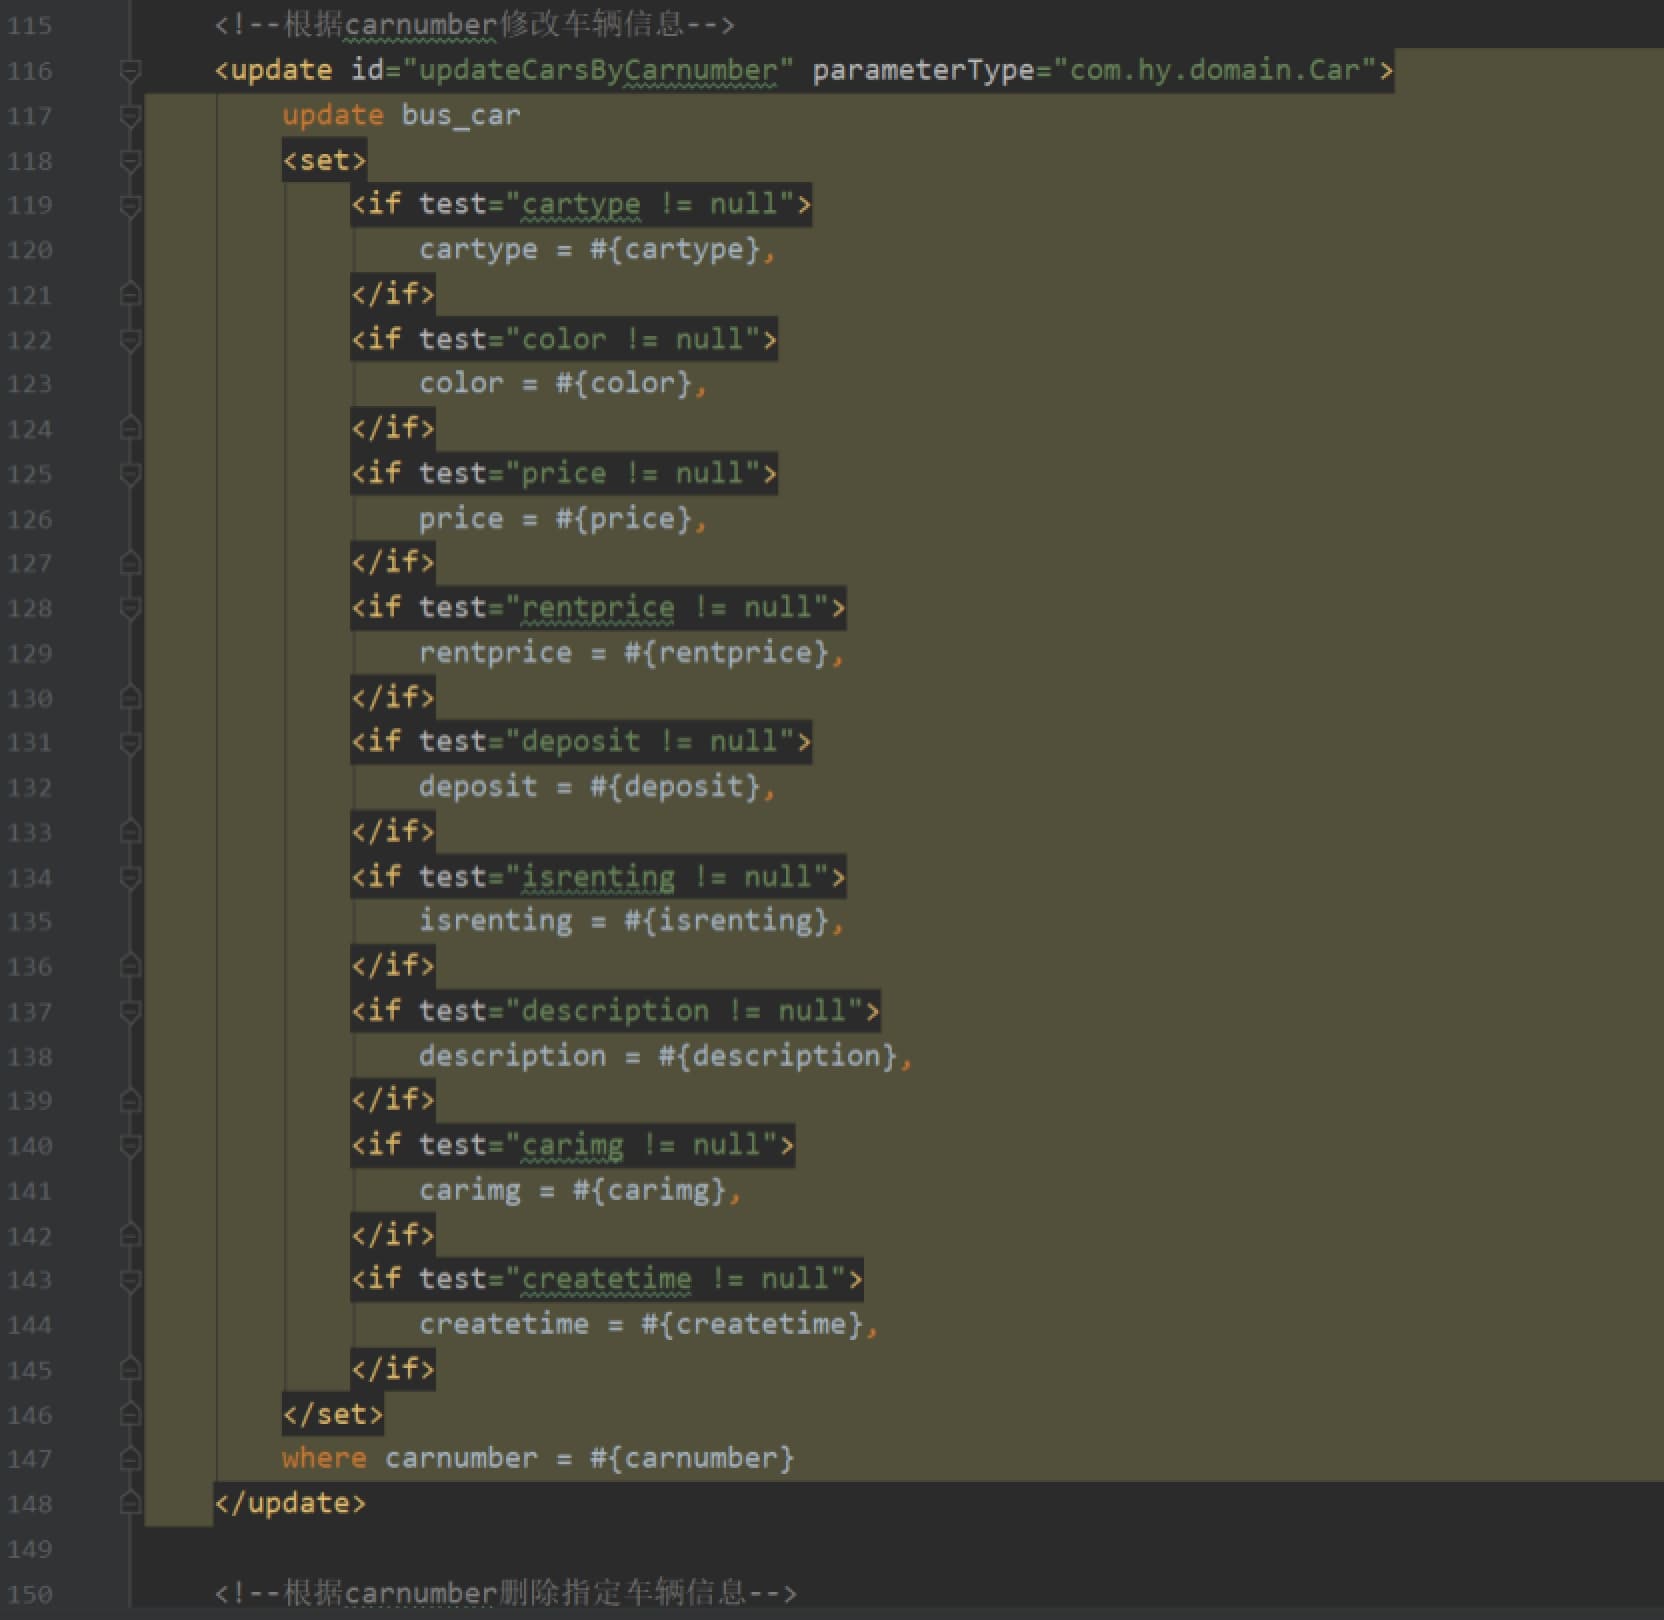 115 <!--根据carnumber修改车辆信息-->
116 <update id="updateCarsByCarnumber" parameterType="com.hy.domain.Car">
117 update bus_car
118 <set>
119 <if test="cartype != null">
120 cartype = #{cartype},
121 </if>
122 <if test="color != null">
123 color = #{color},
124 </if>
125 <if test="price != null">
126 price = #{price},
127 </if>
128 <if test="rentprice != null">
129 rentprice = #{rentprice},
130 </if>
131 <if test="deposit != null">
132 deposit = #{deposit},
133 </if>
134 <if test="isrenting != null">
135 isrenting = #{isrenting},
136 </if>
137 <if test="description != null">
138 description = #{description},
139 </if>
140 <if test="carimg != null">
141 carimg = #{carimg},
142 </if>
143 <if test="createtime != null">
144 createtime = #{createtime},
145 </if>
146 </set>
147 where carnumber = #{carnumber}
148 </update>
149
150 <!--根据carnumber删除指定车辆信息-->